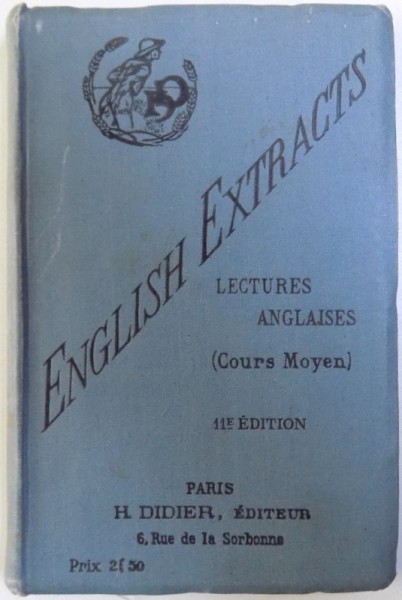 HD
ENGLISH EXTRACTS
LECTURES
ANGLAISES
(Cours Moyen)
11E ÉDITION
PARIS
H. DIDIER, ÉDITEUR
6, Rue de la Sorbonne
Prix 2f 50